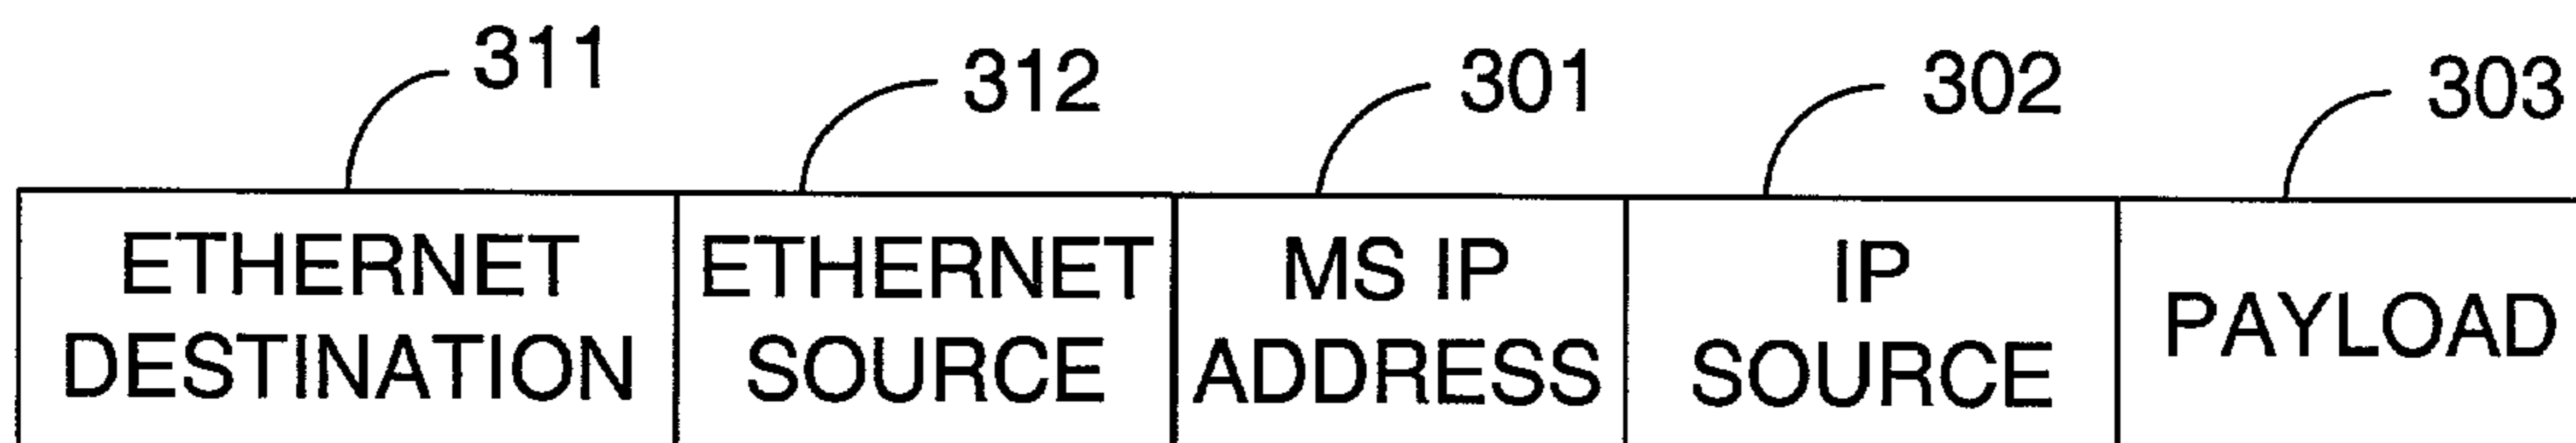 311 312 301 302 303
ETHERNET DESTINATION
ETHERNET SOURCE
MS IP ADDRESS
IP SOURCE
PAYLOAD